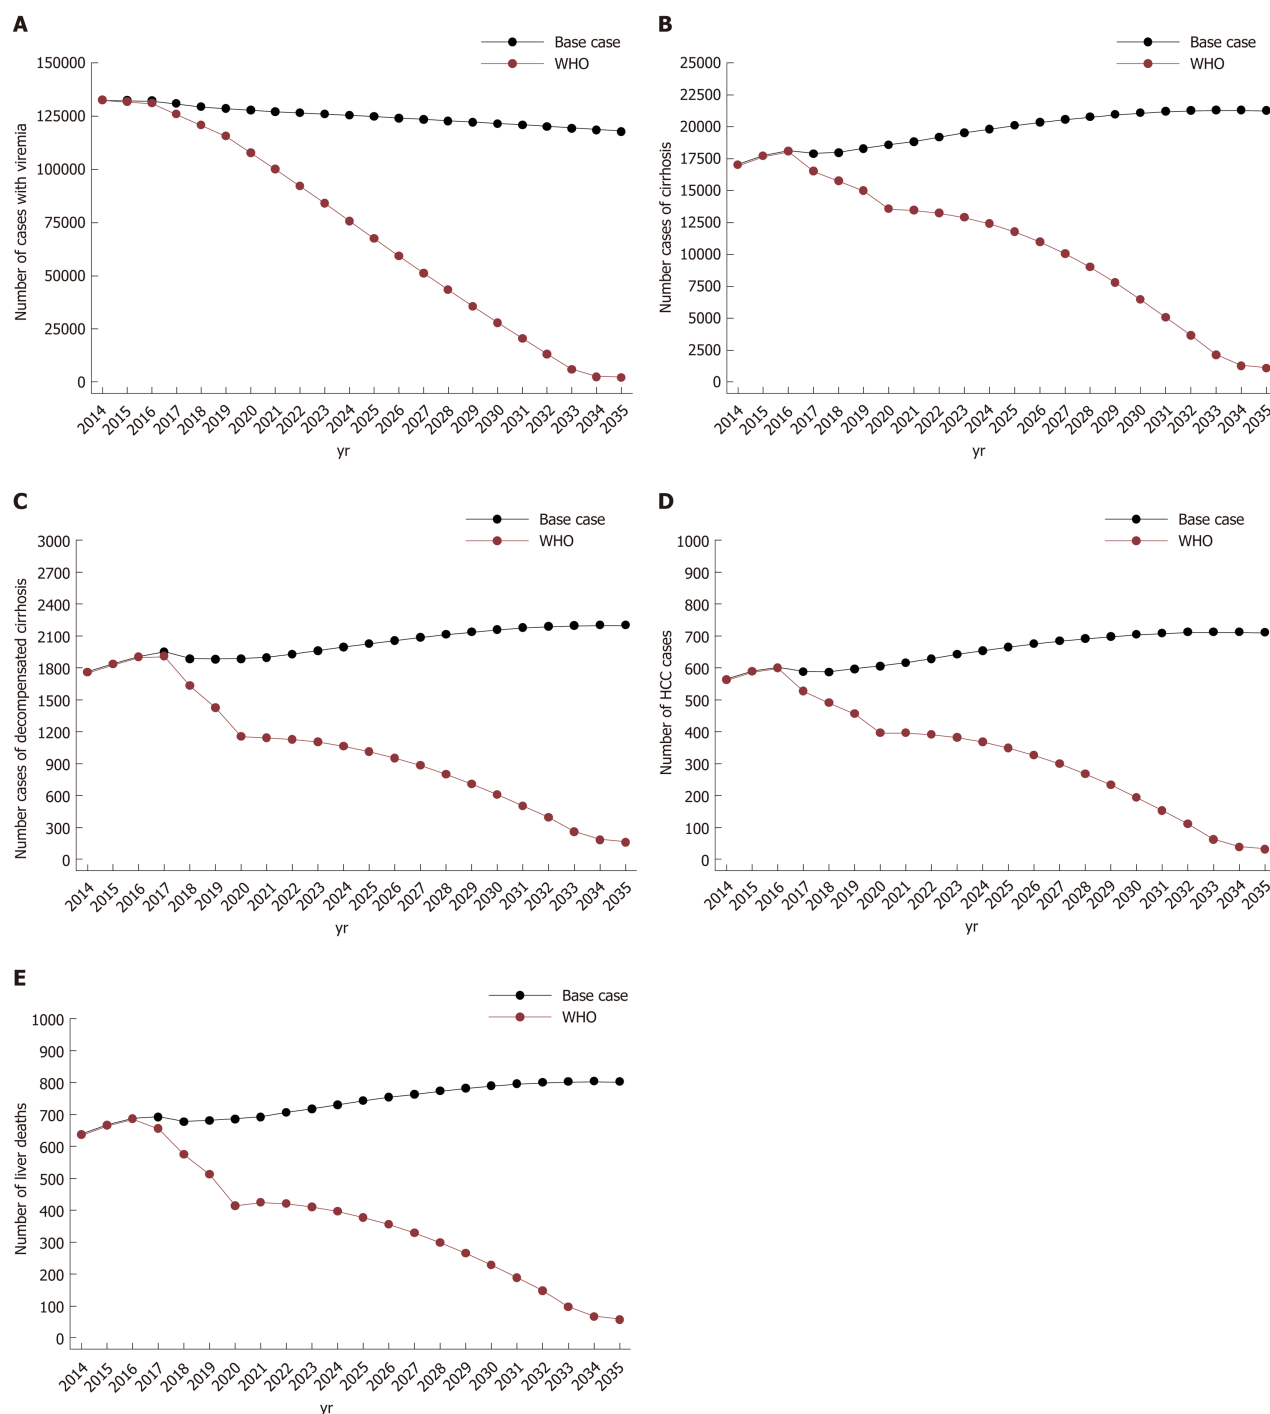 A
Base case
WHO
150000
125000
100000
75000
50000
25000
0
Number of cases with viremia
2014 2015 2016 2017 2018 2019 2020 2021 2022 2023 2024 2025 2026 2027 2028 2029 2030 2031 2032 2033 2034 2035
yr
B
Base case
WHO
25000
22500
20000
17500
15000
12500
10000
7500
5000
2500
0
Number cases of cirrhosis
2014 2015 2016 2017 2018 2019 2020 2021 2022 2023 2024 2025 2026 2027 2028 2029 2030 2031 2032 2033 2034 2035
yr
C
Base case
WHO
3000
2700
2400
2100
1800
1500
1200
900
600
300
0
Number cases of decompensated cirrhosis
2014 2015 2016 2017 2018 2019 2020 2021 2022 2023 2024 2025 2026 2027 2028 2029 2030 2031 2032 2033 2034 2035
yr
D
Base case
WHO
1000
900
800
700
600
500
400
300
200
100
0
Number of HCC cases
2014 2015 2016 2017 2018 2019 2020 2021 2022 2023 2024 2025 2026 2027 2028 2029 2030 2031 2032 2033 2034 2035
yr
E
Base case
WHO
1000
900
800
700
600
500
400
300
200
100
0
Number of liver deaths
2014 2015 2016 2017 2018 2019 2020 2021 2022 2023 2024 2025 2026 2027 2028 2029 2030 2031 2032 2033 2034 2035
yr